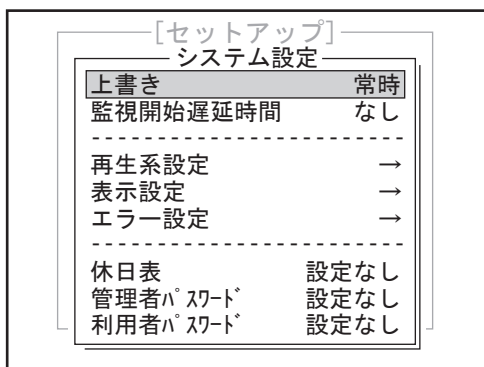 [セットアップ]
システム設定
上書き 常時
監視開始遅延時間 なし
再生系設定 →
表示設定 →
エラー設定 →
休日表 設定なし
管理者ﾊﾟｽﾜｰﾄﾞ 設定なし
利用者ﾊﾟｽﾜｰﾄﾞ 設定なし